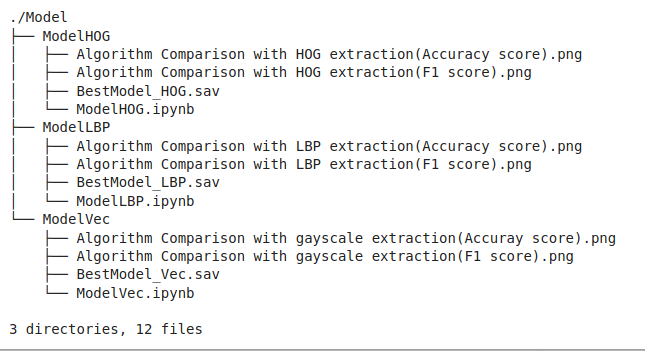 ./Model
├── ModelHOG
│   ├── Algorithm Comparison with HOG extraction(Accuracy score).png
│   ├── Algorithm Comparison with HOG extraction(F1 score).png
│   ├── BestModel_HOG.sav
│   └── ModelHOG.ipynb
├── ModelLBP
│   ├── Algorithm Comparison with LBP extraction(Accuracy score).png
│   ├── Algorithm Comparison with LBP extraction(F1 score).png
│   ├── BestModel_LBP.sav
│   └── ModelLBP.ipynb
└── ModelVec
    ├── Algorithm Comparison with gayscale extraction(Accuray score).png
    ├── Algorithm Comparison with gayscale extraction(F1 score).png
    ├── BestModel_Vec.sav
    └── ModelVec.ipynb
3 directories, 12 files